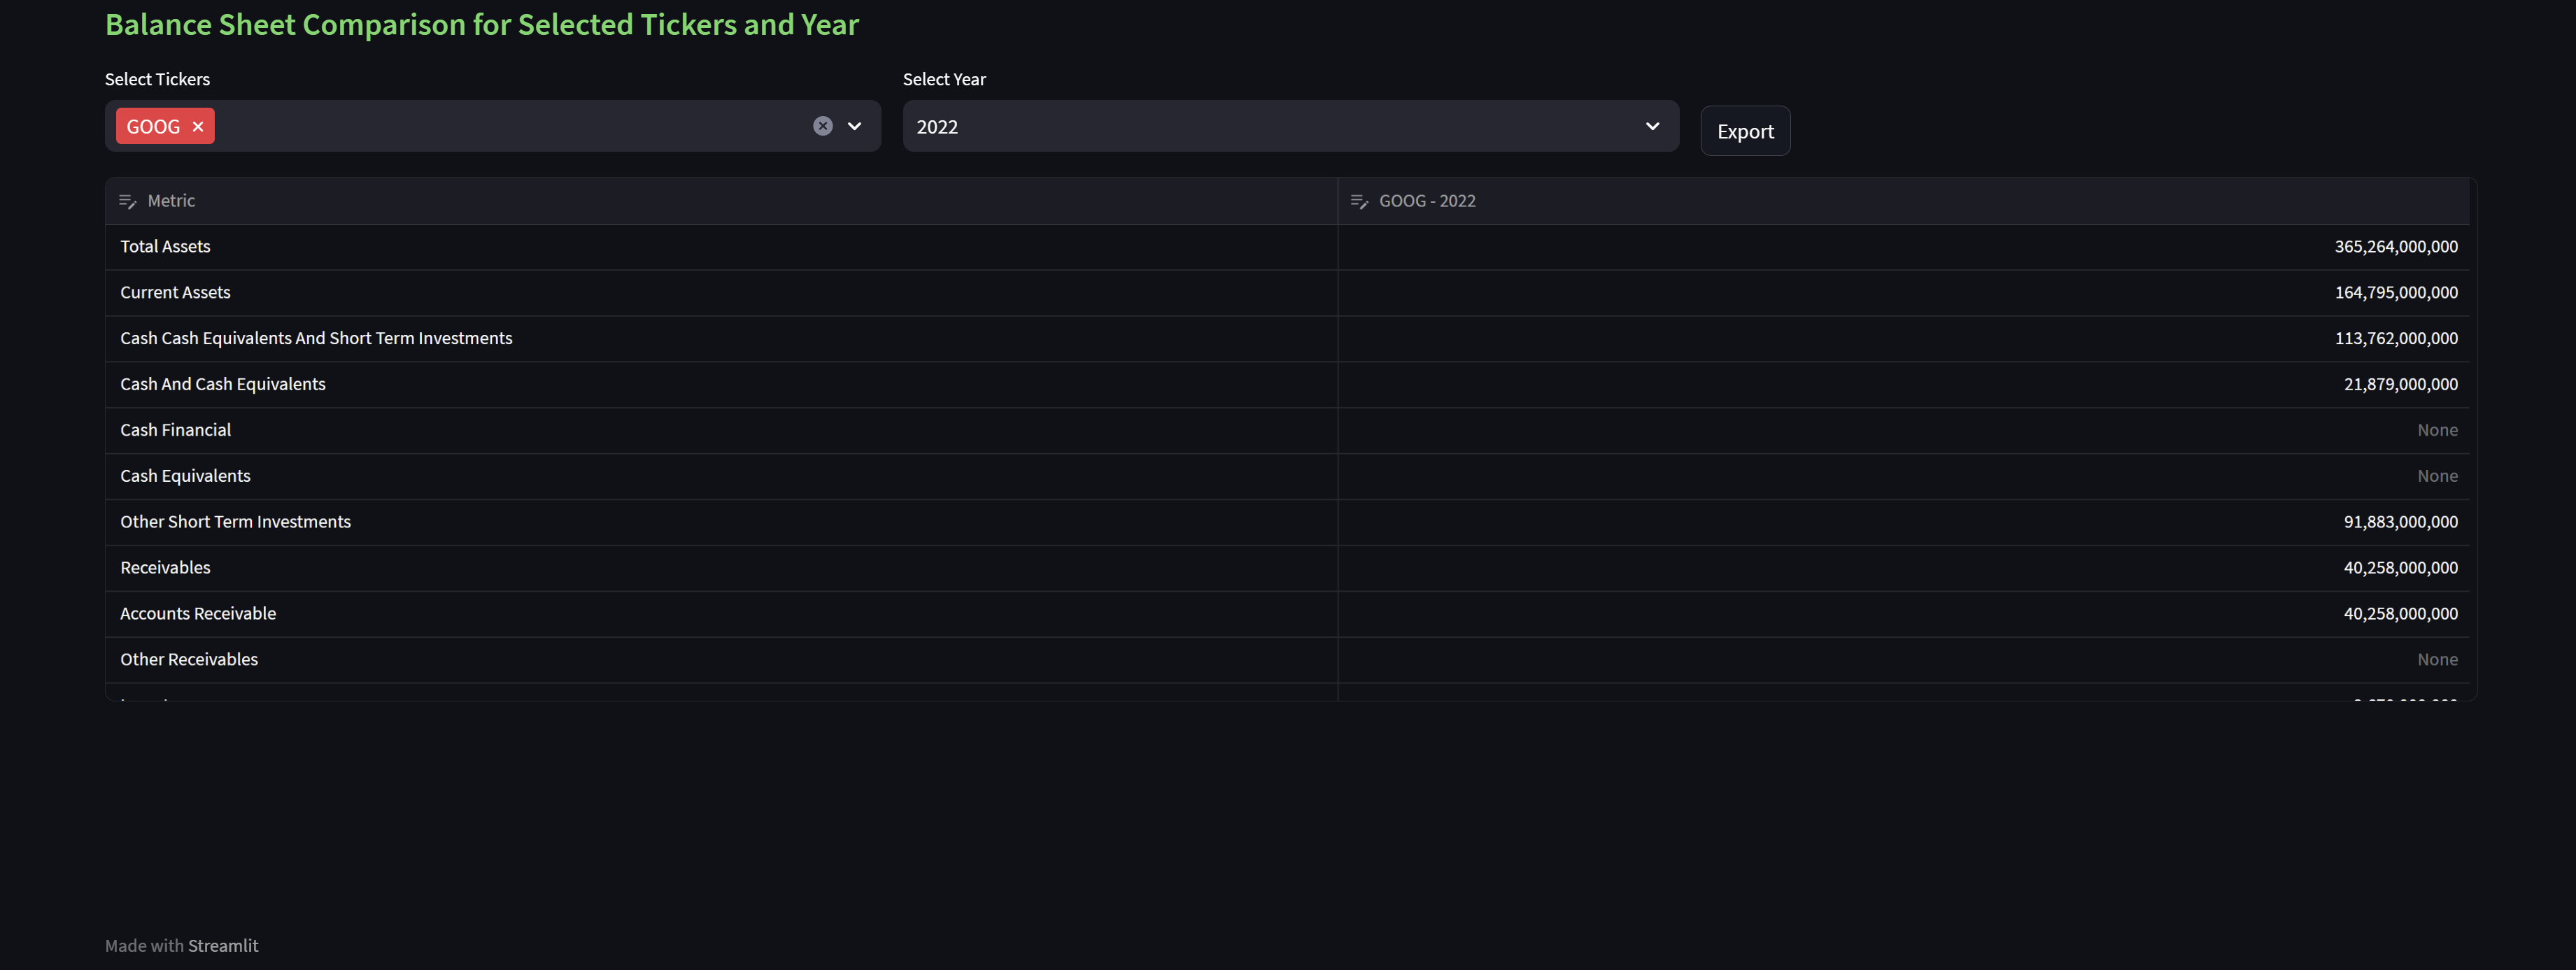 Balance Sheet Comparison for Selected Tickers and Year
Select Tickers Select Year
GOOG 2022 Export
Metric GOOG - 2022
Total Assets 365,264,000,000
Current Assets 164,795,000,000
Cash Cash Equivalents And Short Term Investments 113,762,000,000
Cash And Cash Equivalents 21,879,000,000
Cash Financial None
Cash Equivalents None
Other Short Term Investments 91,883,000,000
Receivables 40,258,000,000
Accounts Receivable 40,258,000,000
Other Receivables None
Made with Streamlit